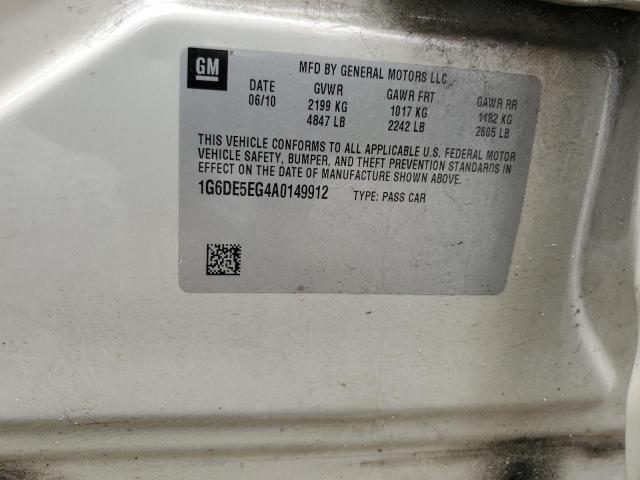 GM
MFD BY GENERAL MOTORS LLC
DATE GVWR GAWR FRT GAWR RR
06/10 2199 KG 1017 KG 1182 KG
4847 LB 2242 LB 2605 LB
THIS VEHICLE CONFORMS TO ALL APPLICABLE U.S. FEDERAL MOTOR
VEHICLE SAFETY, BUMPER, AND THEFT PREVENTION STANDARDS IN
EFFECT ON THE DATE OF MANUFACTURE SHOWN ABOVE.
1G6DE5EG4A0149912 TYPE: PASS CAR